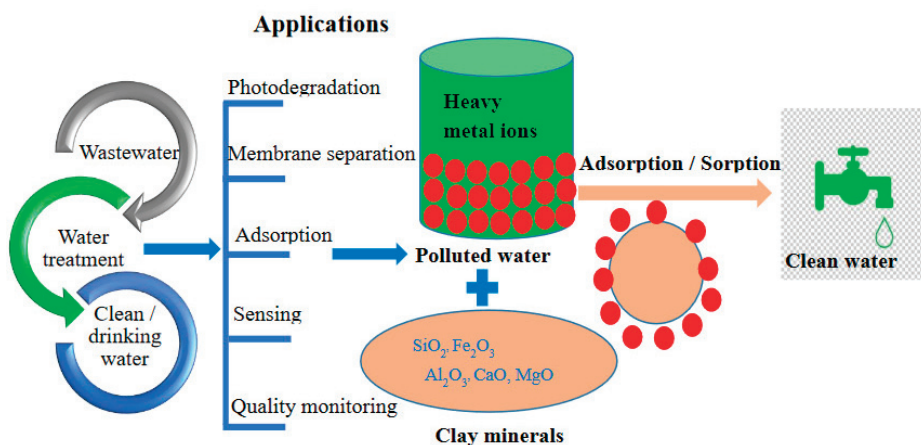 Applications
Wastewater
Water
treatment
Clean /
drinking
water
Photodegradation
Membrane separation
Adsorption
Sensing
Quality monitoring
Heavy
metal ions
Polluted water
SiO₂, Fe₂O₃
Al₂O₃, CaO, MgO
Clay minerals
Adsorption / Sorption
Clean water